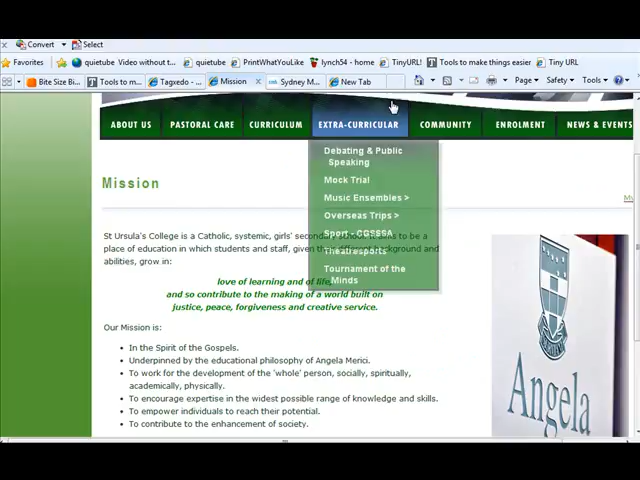 Convert Select
Favorites quietube Video without t... quietube PrintWhatYouLike lynch54 - home TinyURL! Tools to make things easier Tiny URL
Bite Size Bi... Tools to m... Tagxedo - ... Mission Sydney M... New Tab Page Safety Tools
ABOUT US PASTORAL CARE CURRICULUM EXTRA-CURRICULAR COMMUNITY ENROLMENT NEWS & EVENTS
Debating & Public
Speaking
Mock Trial
Music Ensembles >
Overseas Trips >
Sport - CGSSSA
Theatresports
Tournament of the
Minds
Mission
St Ursula's College is a Catholic, systemic, girls' to be a
place of education in which students and staff, given background and
abilities, grow in:
love of learning and of life,
and so contribute to the making of a world built on
justice, peace, forgiveness and creative service.
Our Mission is:
• In the Spirit of the Gospels.
• Underpinned by the educational philosophy of Angela Merici.
• To work for the development of the 'whole' person, socially, spiritually,
academically, physically.
• To encourage expertise in the widest possible range of knowledge and skills.
• To empower individuals to reach their potential.
• To contribute to the enhancement of society.
Angela